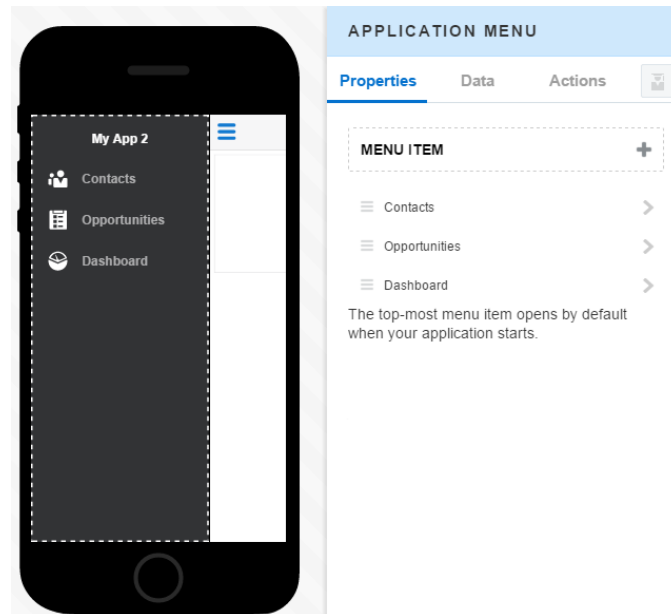 APPLICATION MENU
Properties Data Actions
My App 2
Contacts
Opportunities
Dashboard
MENU ITEM
Contacts
Opportunities
Dashboard
The top-most menu item opens by default
when your application starts.